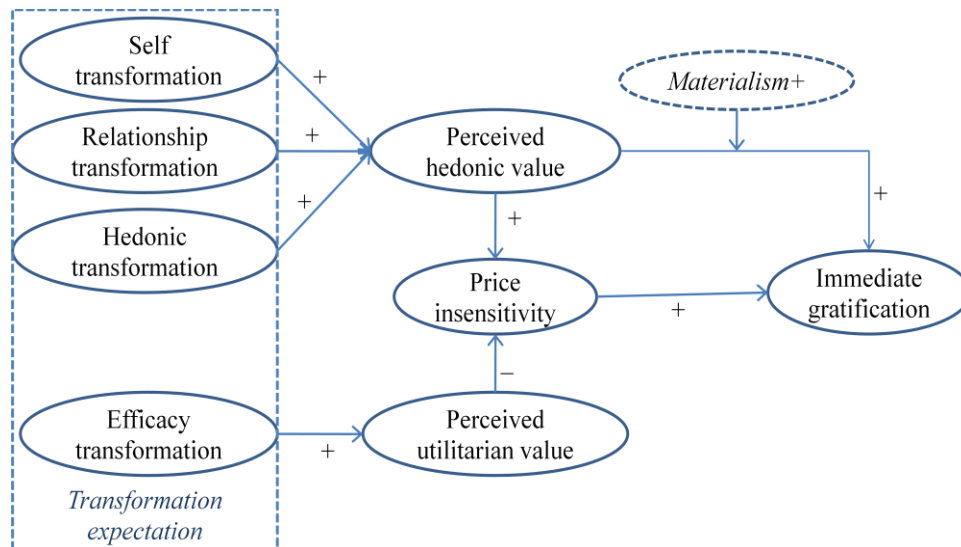 Self
transformation
+
Materialism+
Relationship
transformation
+
Perceived
hedonic value
+
+
Hedonic
transformation
+
Price
insensitivity
+
Immediate
gratification
−
Efficacy
transformation
+
Perceived
utilitarian value
Transformation
expectation